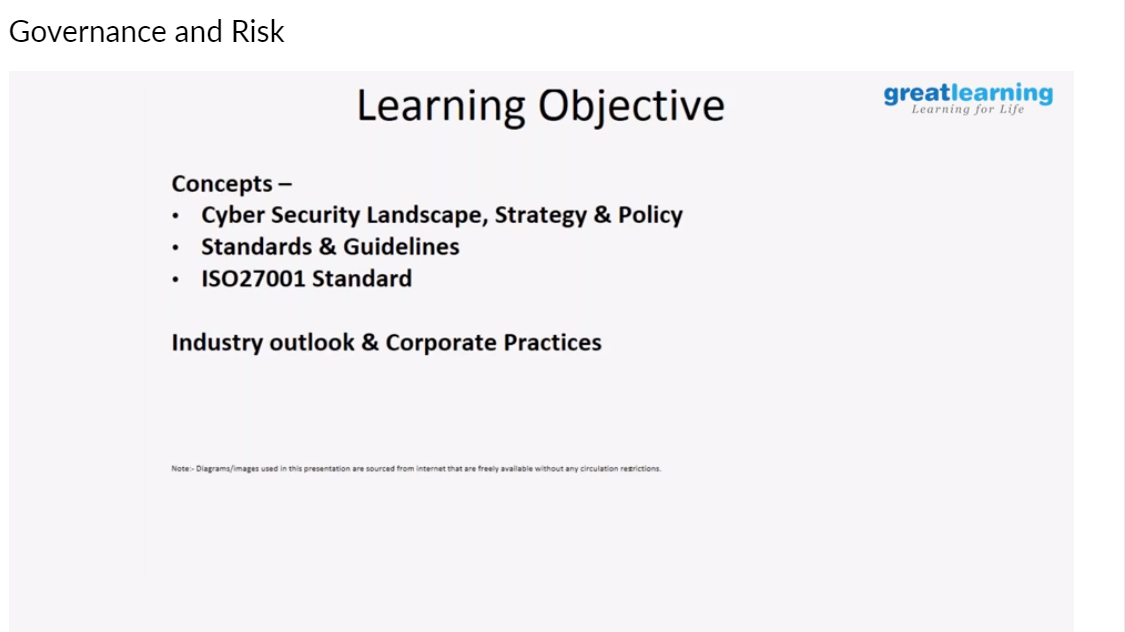 Governance and Risk
Learning Objective
greatlearning
Learning for Life
Concepts –
• Cyber Security Landscape, Strategy & Policy
• Standards & Guidelines
• ISO27001 Standard
Industry outlook & Corporate Practices
Note:- Diagrams/images used in this presentation are sourced from internet that are freely available without any circulation restrictions.